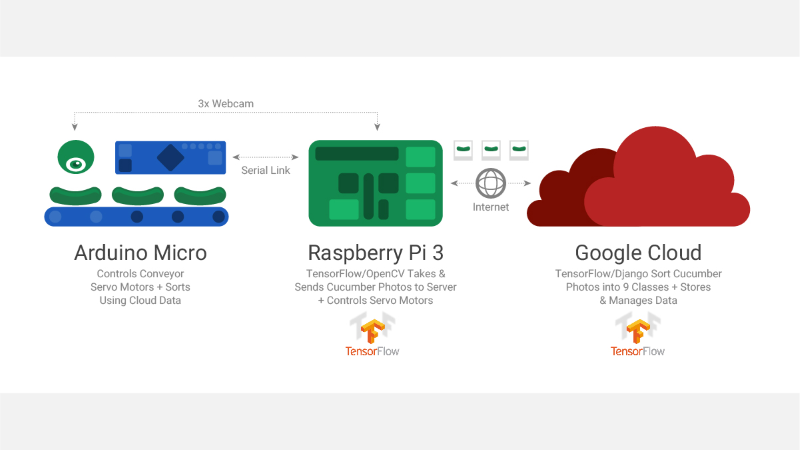 3x Webcam
Serial Link
Internet
Arduino Micro
Controls Conveyor
Servo Motors + Sorts
Using Cloud Data
Raspberry Pi 3
TensorFlow/OpenCV Takes &
Sends Cucumber Photos to Server
+ Controls Servo Motors
TensorFlow
Google Cloud
TensorFlow/Django Sort Cucumber
Photos into 9 Classes + Stores
& Manages Data
TensorFlow